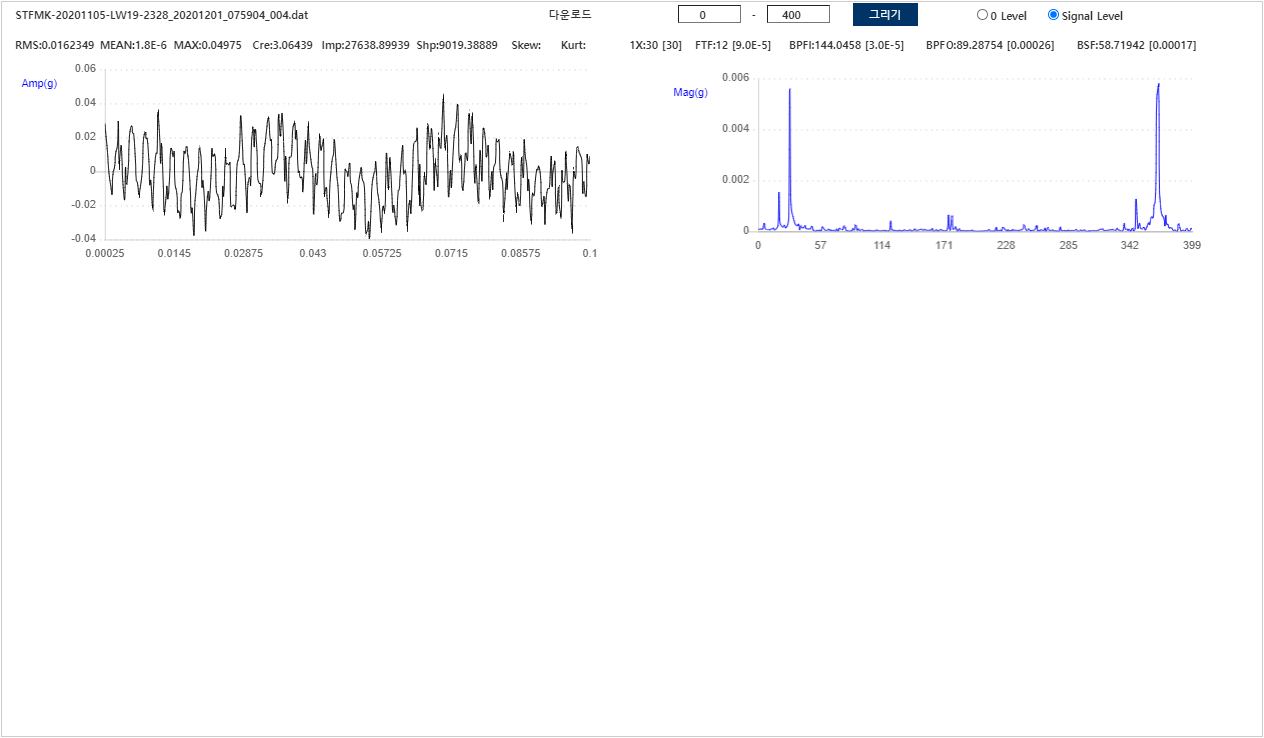 STFMK-20201105-LW19-2328_20201201_075904_004.dat 다운로드 0 - 400 그리기 0 Level Signal Level
RMS:0.0162349 MEAN:1.8E-6 MAX:0.04975 Cre:3.06439 Imp:27638.89939 Shp:9019.38889 Skew: Kurt: 1X:30 [30] FTF:12 [9.0E-5] BPFI:144.0458 [3.0E-5] BPFO:89.28754 [0.00026] BSF:58.71942 [0.00017]
Amp(g)
0.06
0.04
0.02
0
-0.02
-0.04
0.00025 0.0145 0.02875 0.043 0.05725 0.0715 0.08575 0.1
Mag(g)
0.006
0.004
0.002
0
0 57 114 171 228 285 342 399